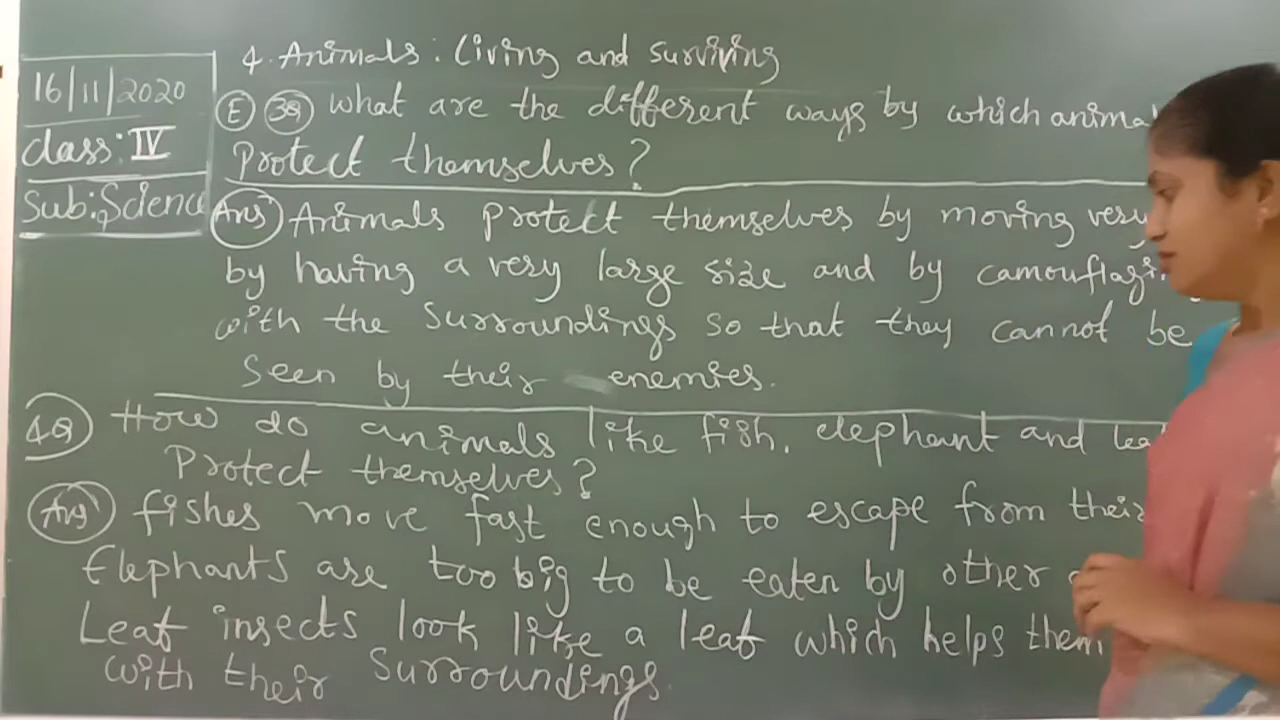 4. Animals: Living and surviving
16/11/2020
Class: IV
Sub: Science
E 3Q What are the different ways by which animal
Protect themselves?
Ans Animals protect themselves by moving very
by having a very large size and by camouflagi
with the surroundings so that they cannot be
seen by their enemies.
4Q How do animals like fish, elephant and leaf
Protect themselves?
Ans fishes move fast enough to escape from their
Elephants are too big to be eaten by other
Leaf insects look like a leaf which helps them
with their surroundings.